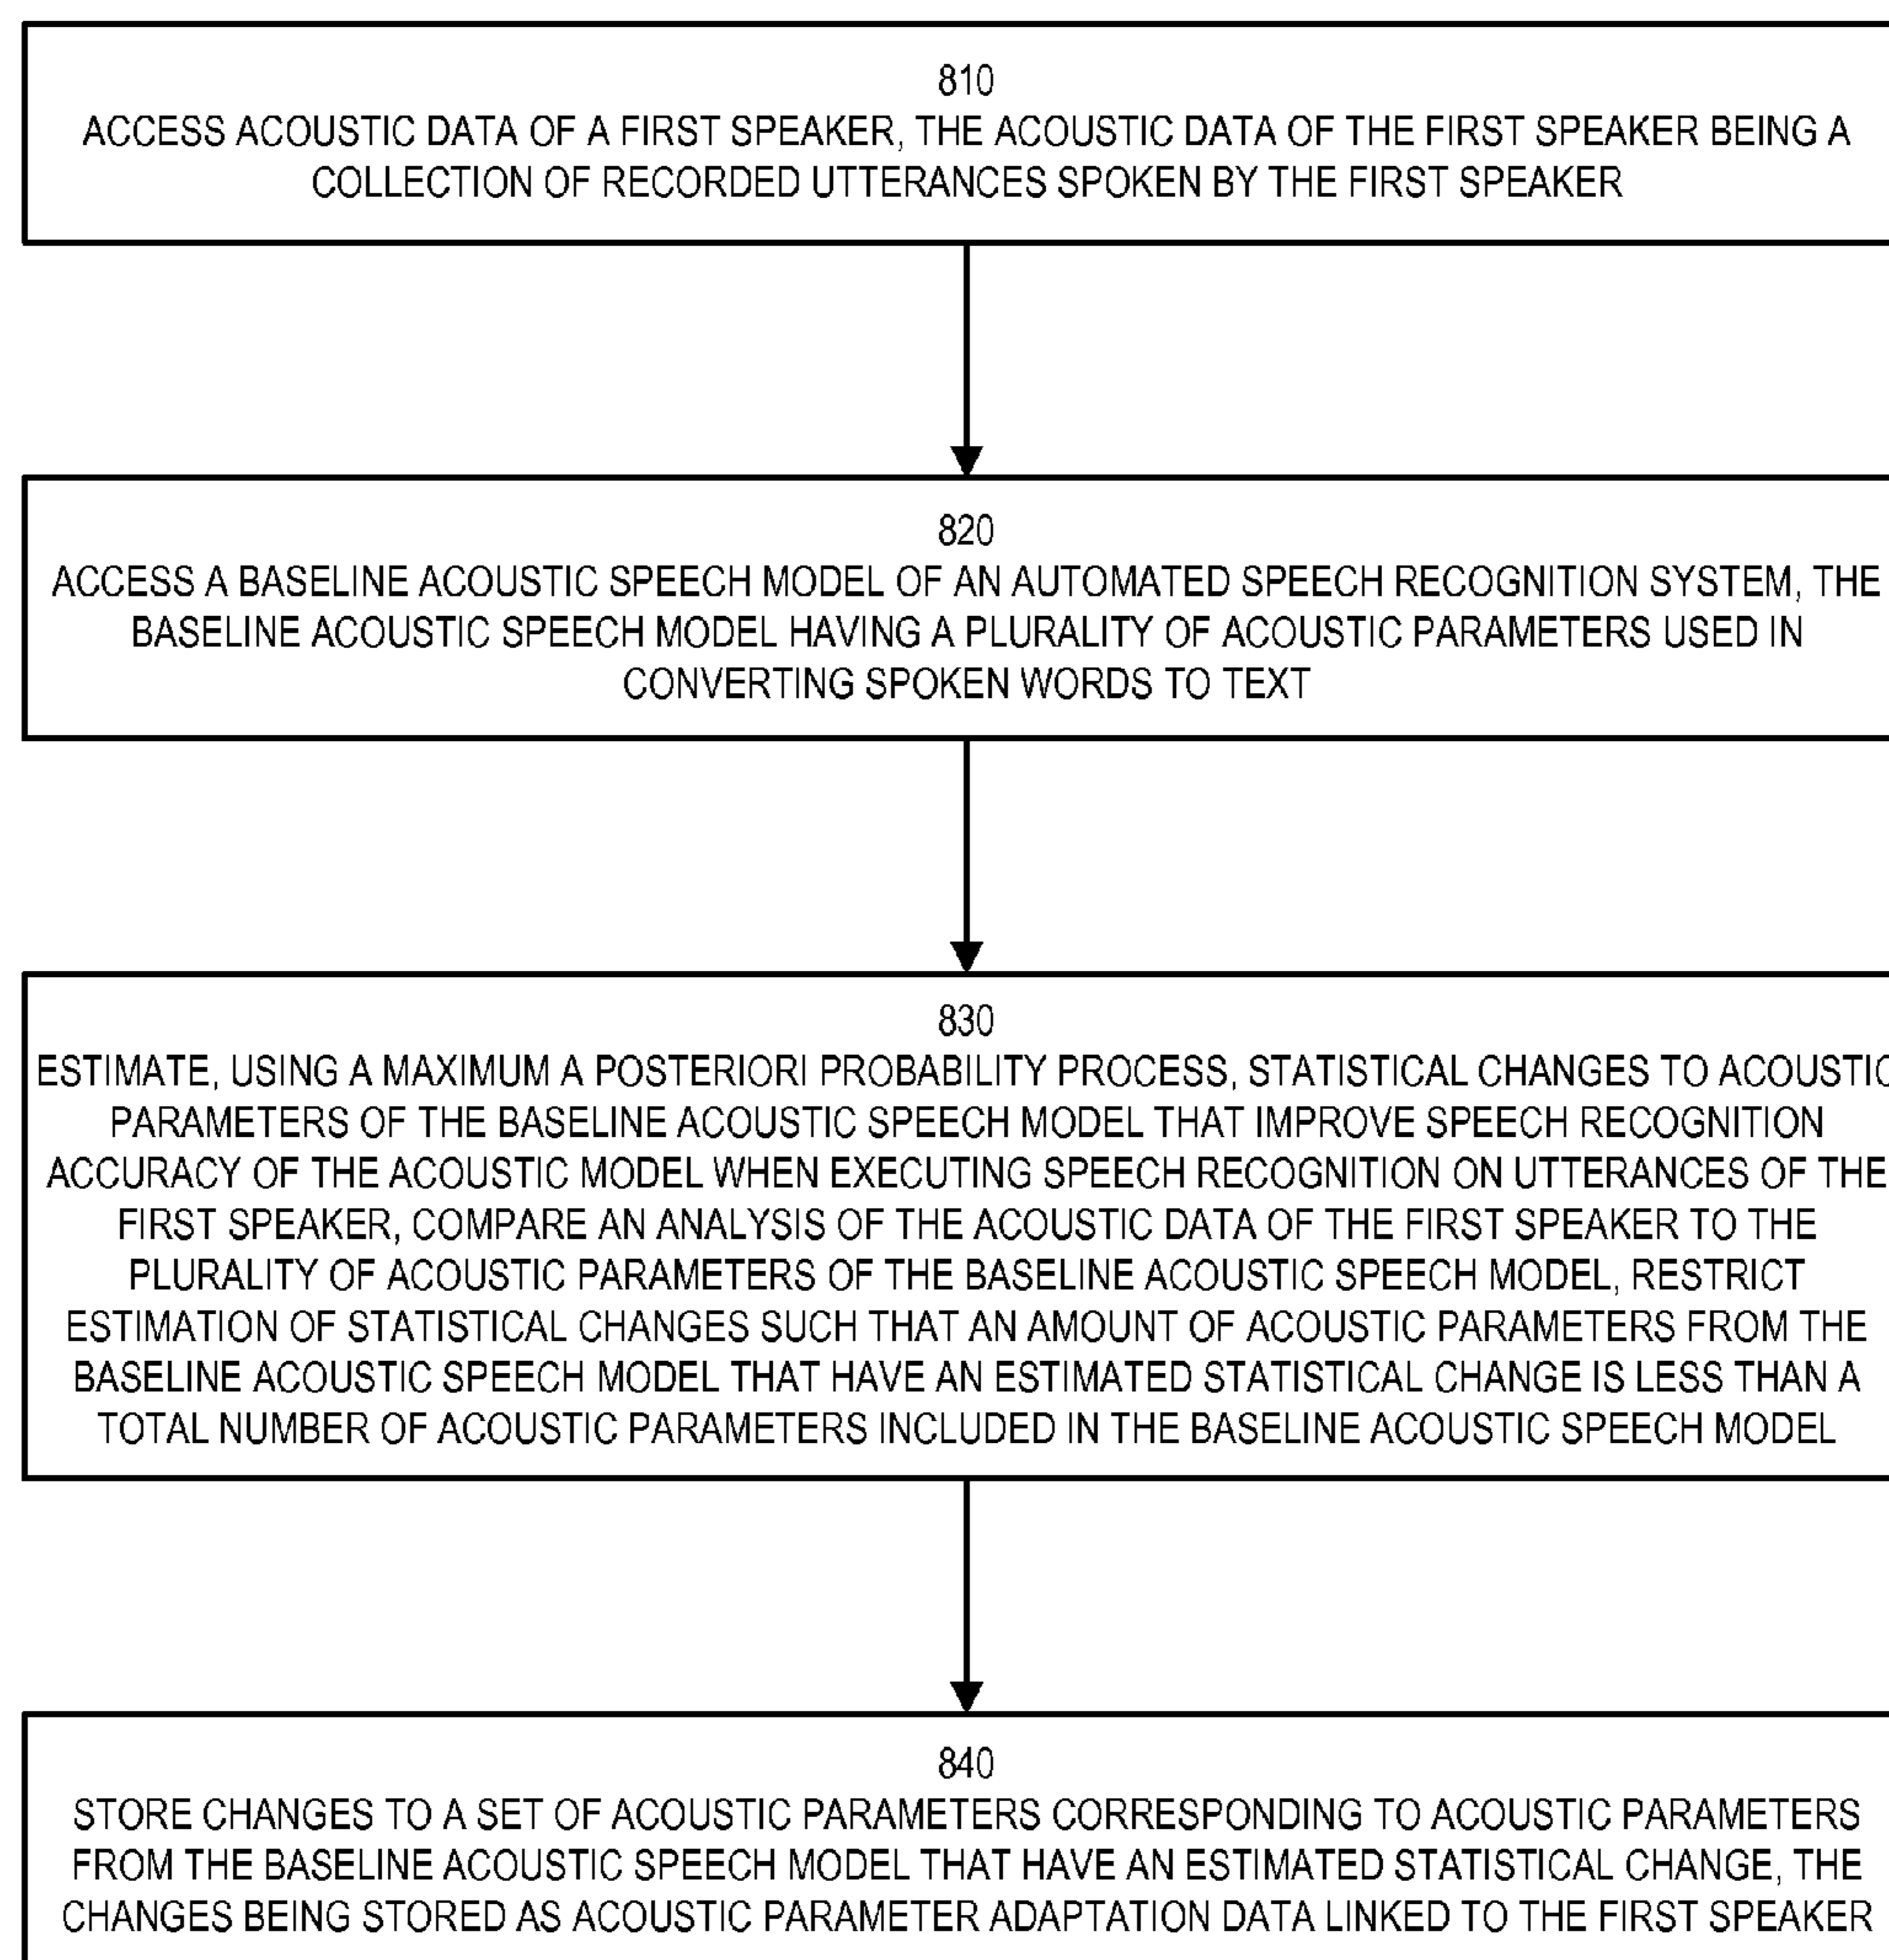 810
ACCESS ACOUSTIC DATA OF A FIRST SPEAKER, THE ACOUSTIC DATA OF THE FIRST SPEAKER BEING A
COLLECTION OF RECORDED UTTERANCES SPOKEN BY THE FIRST SPEAKER
820
ACCESS A BASELINE ACOUSTIC SPEECH MODEL OF AN AUTOMATED SPEECH RECOGNITION SYSTEM, THE
BASELINE ACOUSTIC SPEECH MODEL HAVING A PLURALITY OF ACOUSTIC PARAMETERS USED IN
CONVERTING SPOKEN WORDS TO TEXT
830
ESTIMATE, USING A MAXIMUM A POSTERIORI PROBABILITY PROCESS, STATISTICAL CHANGES TO ACOUSTIC
PARAMETERS OF THE BASELINE ACOUSTIC SPEECH MODEL THAT IMPROVE SPEECH RECOGNITION
ACCURACY OF THE ACOUSTIC MODEL WHEN EXECUTING SPEECH RECOGNITION ON UTTERANCES OF THE
FIRST SPEAKER, COMPARE AN ANALYSIS OF THE ACOUSTIC DATA OF THE FIRST SPEAKER TO THE
PLURALITY OF ACOUSTIC PARAMETERS OF THE BASELINE ACOUSTIC SPEECH MODEL, RESTRICT
ESTIMATION OF STATISTICAL CHANGES SUCH THAT AN AMOUNT OF ACOUSTIC PARAMETERS FROM THE
BASELINE ACOUSTIC SPEECH MODEL THAT HAVE AN ESTIMATED STATISTICAL CHANGE IS LESS THAN A
TOTAL NUMBER OF ACOUSTIC PARAMETERS INCLUDED IN THE BASELINE ACOUSTIC SPEECH MODEL
840
STORE CHANGES TO A SET OF ACOUSTIC PARAMETERS CORRESPONDING TO ACOUSTIC PARAMETERS
FROM THE BASELINE ACOUSTIC SPEECH MODEL THAT HAVE AN ESTIMATED STATISTICAL CHANGE, THE
CHANGES BEING STORED AS ACOUSTIC PARAMETER ADAPTATION DATA LINKED TO THE FIRST SPEAKER